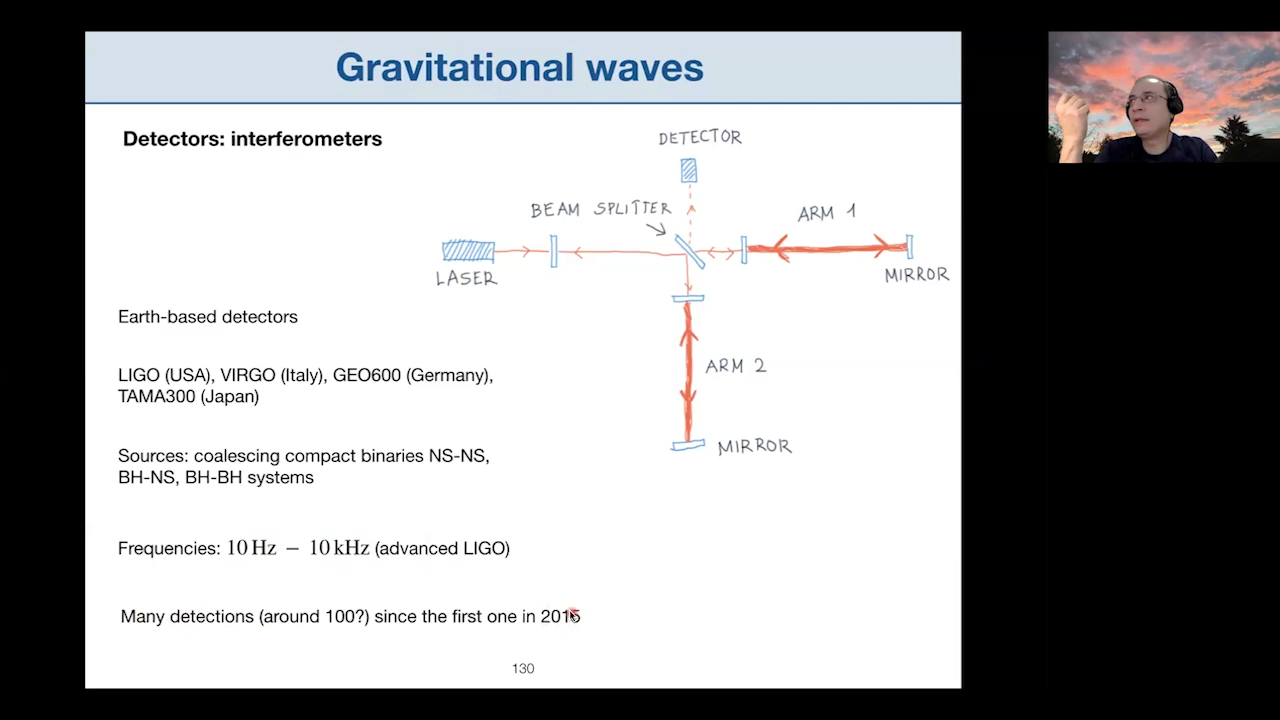 Gravitational waves
Detectors: interferometers
DETECTOR
BEAM SPLITTER
ARM 1
LASER
MIRROR
Earth-based detectors
ARM 2
LIGO (USA), VIRGO (Italy), GEO600 (Germany),
TAMA300 (Japan)
MIRROR
Sources: coalescing compact binaries NS-NS,
BH-NS, BH-BH systems
Frequencies: 10 Hz − 10 kHz (advanced LIGO)
Many detections (around 100?) since the first one in 2015
130